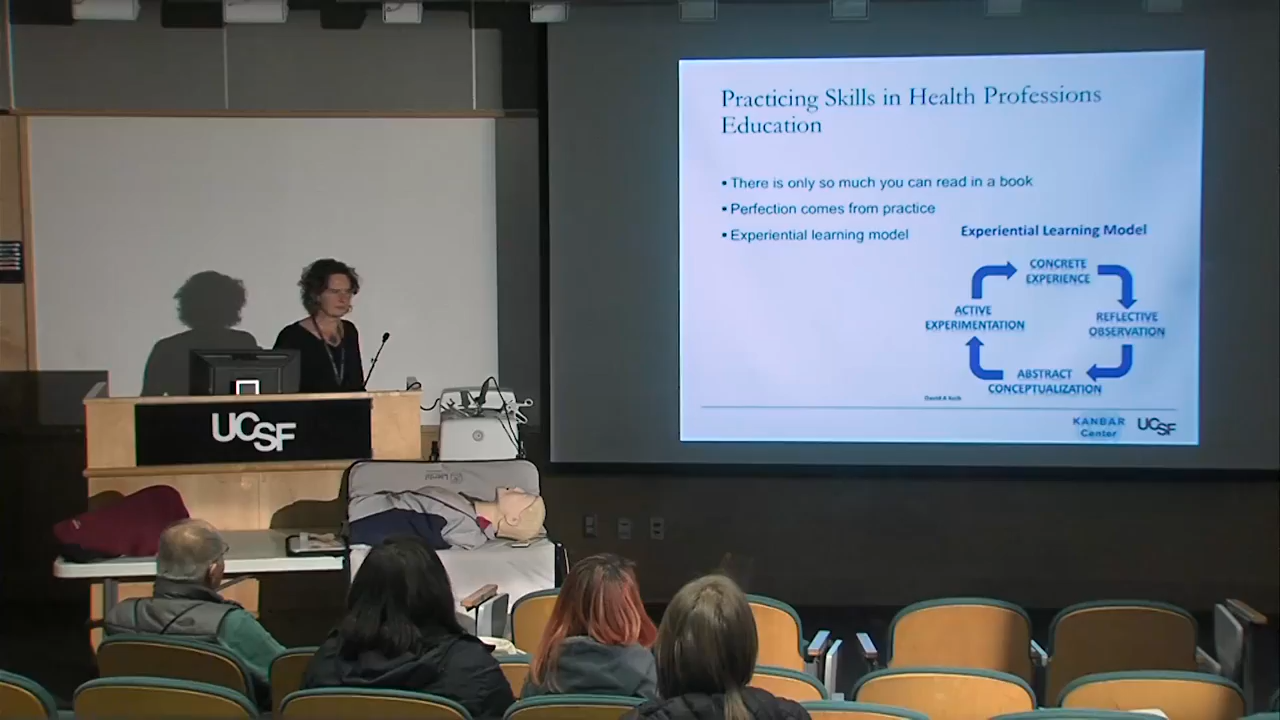 Practicing Skills in Health Professions
Education
▪ There is only so much you can read in a book
▪ Perfection comes from practice
▪ Experiential learning model
Experiential Learning Model
CONCRETE
EXPERIENCE
ACTIVE
EXPERIMENTATION
REFLECTIVE
OBSERVATION
ABSTRACT
CONCEPTUALIZATION
David A Kolb
KANBAR
Center
UCSF
UCSF